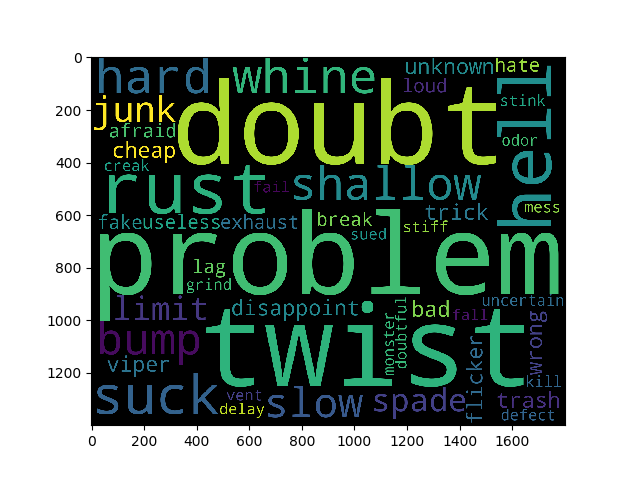 0
200
400
600
800
1000
1200
hard
whine
unknown
hate
loud
hell
junk
doubt
stink
afraid
odor
cheap
creak
rust
fail
shallow
mess
fake
useless
exhaust
break
trick
stiff
sued
problem
lag
grind
uncertain
limit
disappoint
monster
doubtful
bad
fall
bump
twist
wrong
viper
flicker
kill
suck
vent
delay
slow
spade
trash
defect
0 200 400 600 800 1000 1200 1400 1600